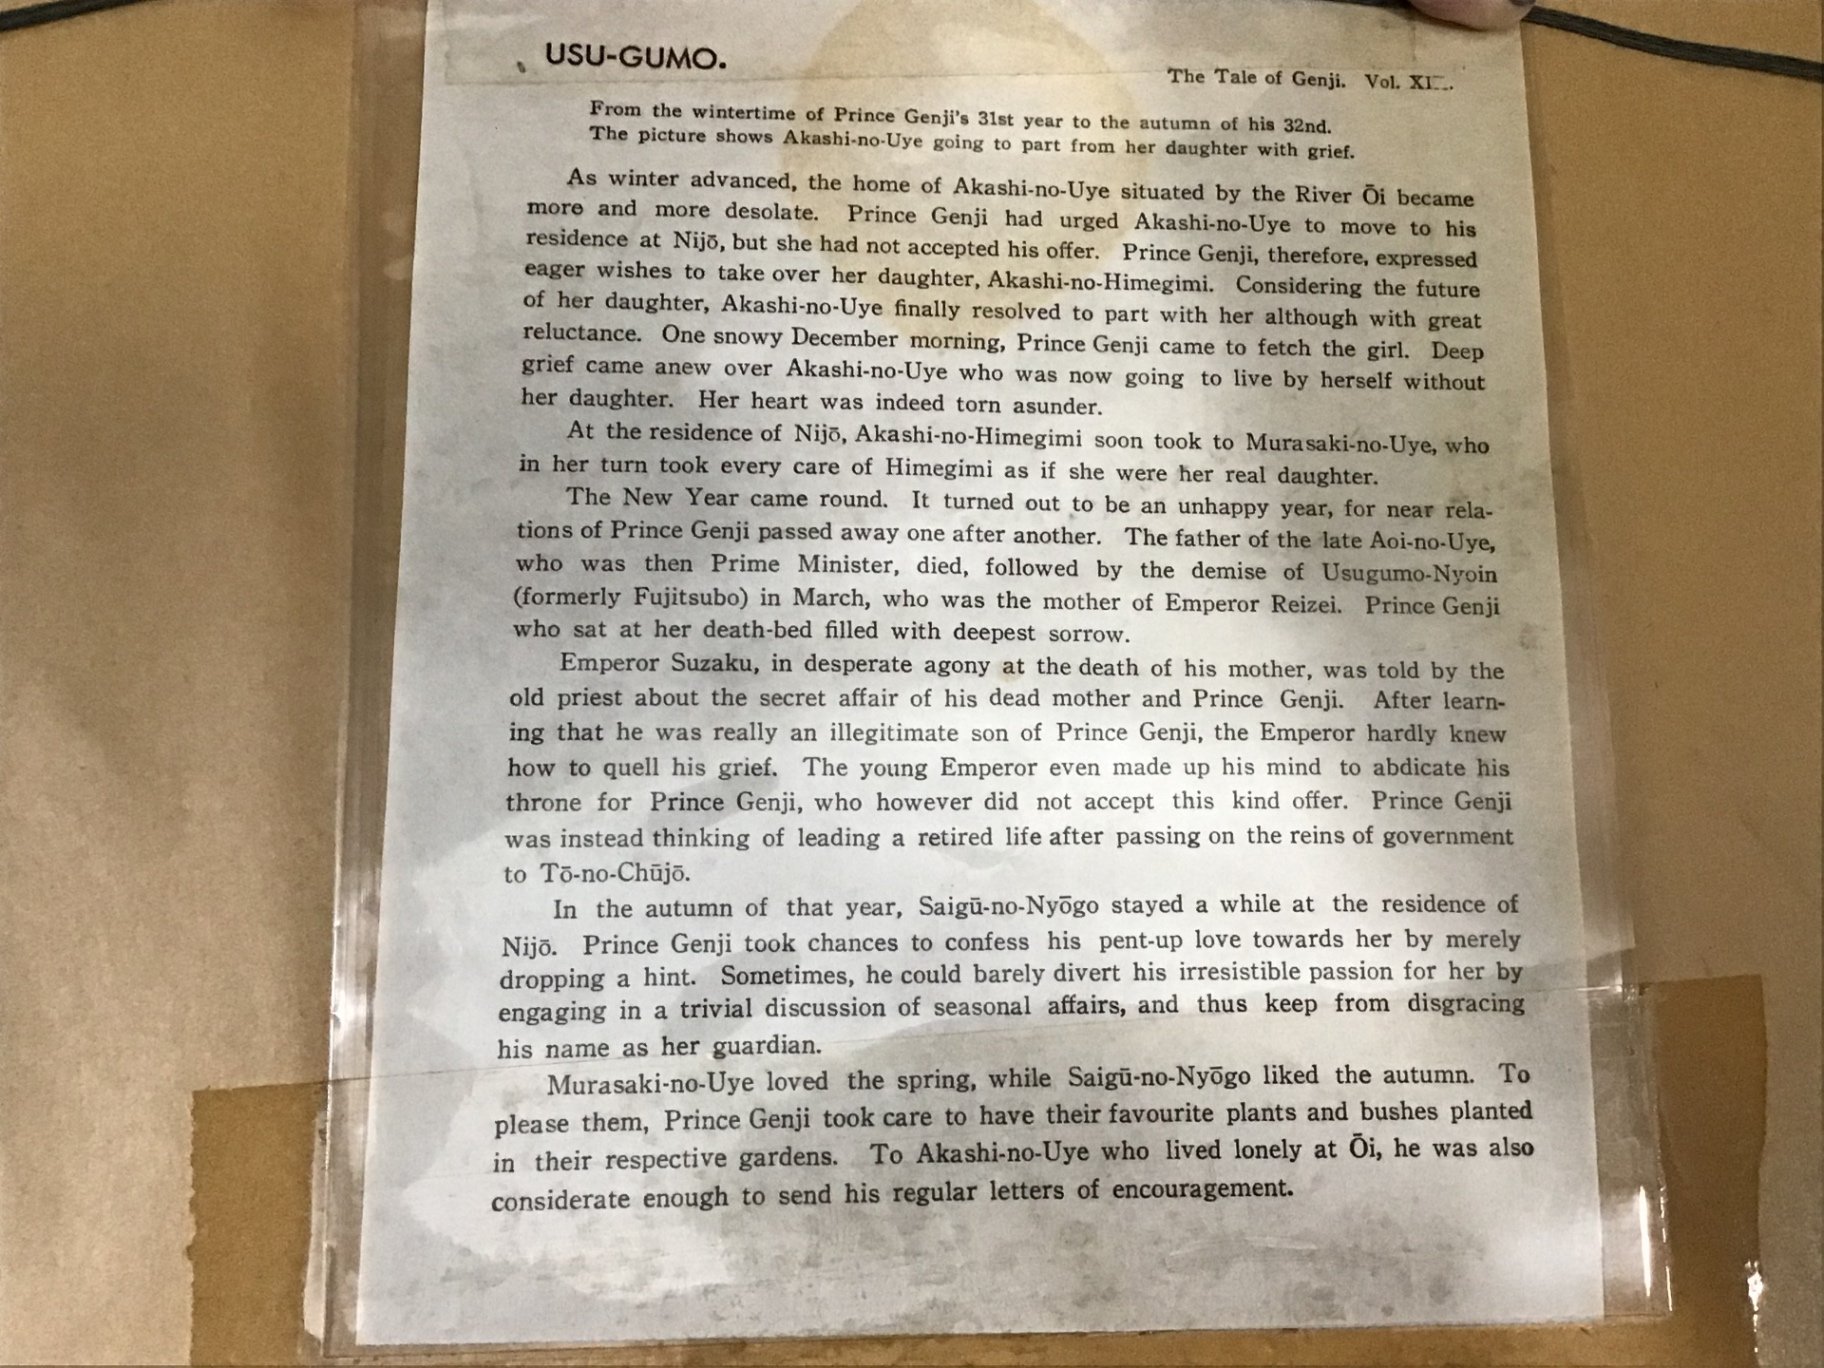 USU-GUMO.
The Tale of Genji. Vol.
From the wintertime of Prince Genji's 31st year to the autumn of his 32nd.
The picture shows Akashi-no-Uye going to part from her daughter with grief.
As winter advanced, the home of Akashi-no-Uye situated by the River Ōi became
more and more desolate. Prince Genji had urged Akashi-no-Uye to move to his
residence at Nijō, but she had not accepted his offer. Prince Genji, therefore, expressed
eager wishes to take over her daughter, Akashi-no-Himegimi. Considering the future
of her daughter, Akashi-no-Uye finally resolved to part with her although with great
reluctance. One snowy December morning, Prince Genji came to fetch the girl. Deep
grief came anew over Akashi-no-Uye who was now going to live by herself without
her daughter. Her heart was indeed torn asunder.
At the residence of Nijō, Akashi-no-Himegimi soon took to Murasaki-no-Uye, who
in her turn took every care of Himegimi as if she were her real daughter.
The New Year came round. It turned out to be an unhappy year, for near rela-
tions of Prince Genji passed away one after another. The father of the late Aoi-no-Uye,
who was then Prime Minister, died, followed by the demise of Usugumo-Nyoin
(formerly Fujitsubo) in March, who was the mother of Emperor Reizei. Prince Genji
who sat at her death-bed filled with deepest sorrow.
Emperor Suzaku, in desperate agony at the death of his mother, was told by the
old priest about the secret affair of his dead mother and Prince Genji. After learn-
ing that he was really an illegitimate son of Prince Genji, the Emperor hardly knew
how to quell his grief. The young Emperor even made up his mind to abdicate his
throne for Prince Genji, who however did not accept this kind offer. Prince Genji
was instead thinking of leading a retired life after passing on the reins of government
to Tō-no-Chūjō.
In the autumn of that year, Saigū-no-Nyōgo stayed a while at the residence of
Nijō. Prince Genji took chances to confess his pent-up love towards her by merely
dropping a hint. Sometimes, he could barely divert his irresistible passion for her by
engaging in a trivial discussion of seasonal affairs, and thus keep from disgracing
his name as her guardian.
Murasaki-no-Uye loved the spring, while Saigū-no-Nyōgo liked the autumn. To
please them, Prince Genji took care to have their favourite plants and bushes planted
in their respective gardens. To Akashi-no-Uye who lived lonely at Ōi, he was also
considerate enough to send his regular letters of encouragement.